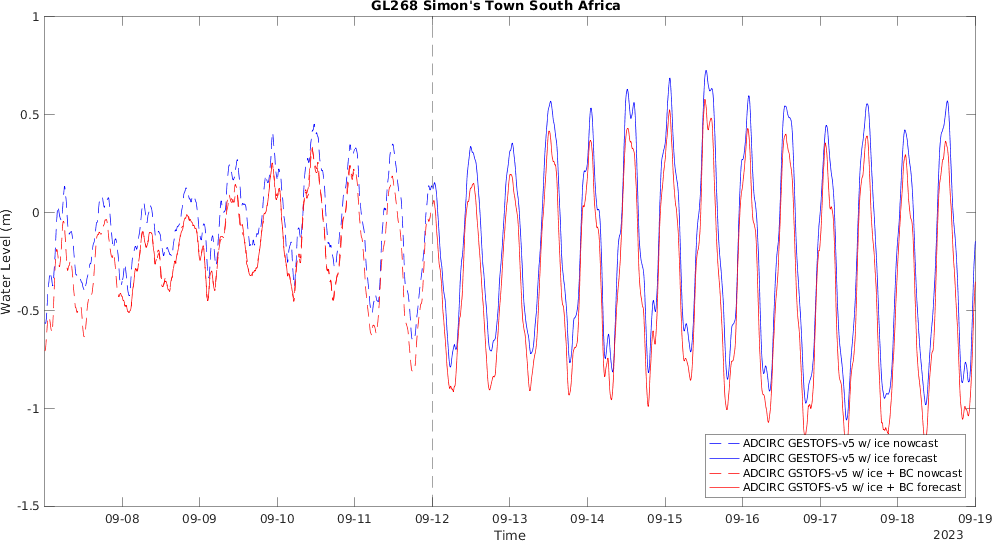 GL268 Simon's Town South Africa
Water Level (m)
1
0.5
0
-0.5
-1
-1.5
ADCIRC GESTOFS-v5 w/ ice nowcast
ADCIRC GESTOFS-v5 w/ ice forecast
ADCIRC GSTOFS-v5 w/ ice + BC nowcast
ADCIRC GSTOFS-v5 w/ ice + BC forecast
09-08 09-09 09-10 09-11 09-12 09-13 09-14 09-15 09-16 09-17 09-18 09-19
Time
2023